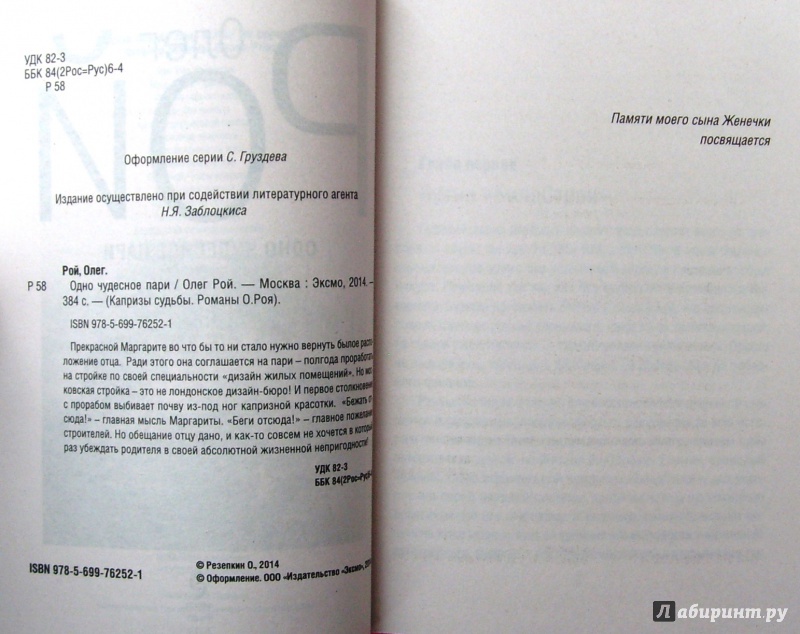 УДК 82-3
ББК 84(2Рос=Рус)6-4
Р 58
Оформление серии С. Груздева
Издание осуществлено при содействии литературного агента
Н.Я. Заблоцкиса
Рой, Олег.
Р 58 Одно чудесное пари / Олег Рой. — Москва : Эксмо, 2014. –
384 с. — (Капризы судьбы. Романы О.Роя).
ISBN 978-5-699-76252-1
Прекрасной Маргарите во что бы то ни стало нужно вернуть былое распо-
ложение отца. Ради этого она соглашается на пари – полгода проработать
на стройке по своей специальности «дизайн жилых помещений». Но мос-
ковская стройка – это не лондонское дизайн-бюро! И первое столкновение
с прорабом выбивает почву из-под ног капризной красотки. «Бежать от-
сюда!» – главная мысль Маргариты. «Беги отсюда!» – главное пожелание
строителей. Но обещание отцу дано, и как-то совсем не хочется в который
раз убеждать родителя в своей абсолютной жизненной непригодности!
УДК 82-3
ББК 84(2Рос=Рус)6-4
ISBN 978-5-699-76252-1
© Резепкин О., 2014
© Оформление. ООО «Издательство «Эксмо»,
Памяти моего сына Женечки
посвящается
лабиринт.ру